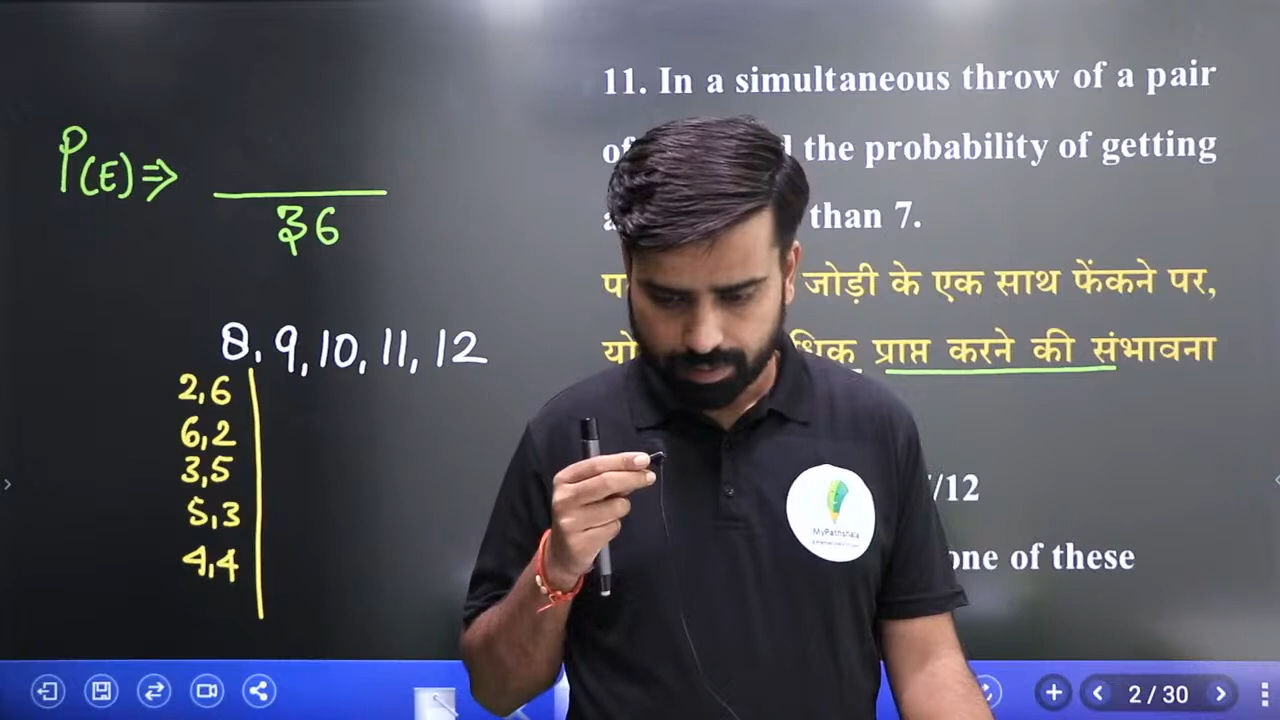 P(E) ⇒ —— 36
8, 9, 10, 11, 12
2,6
6,2
3,5
5,3
4,4
11. In a simultaneous throw of a pair
the probability of getting
than 7.
जोड़ी के एक साथ फेंकने पर,
प्राप्त करने की संभावना
/12
of these
MyPathshala
2 / 30